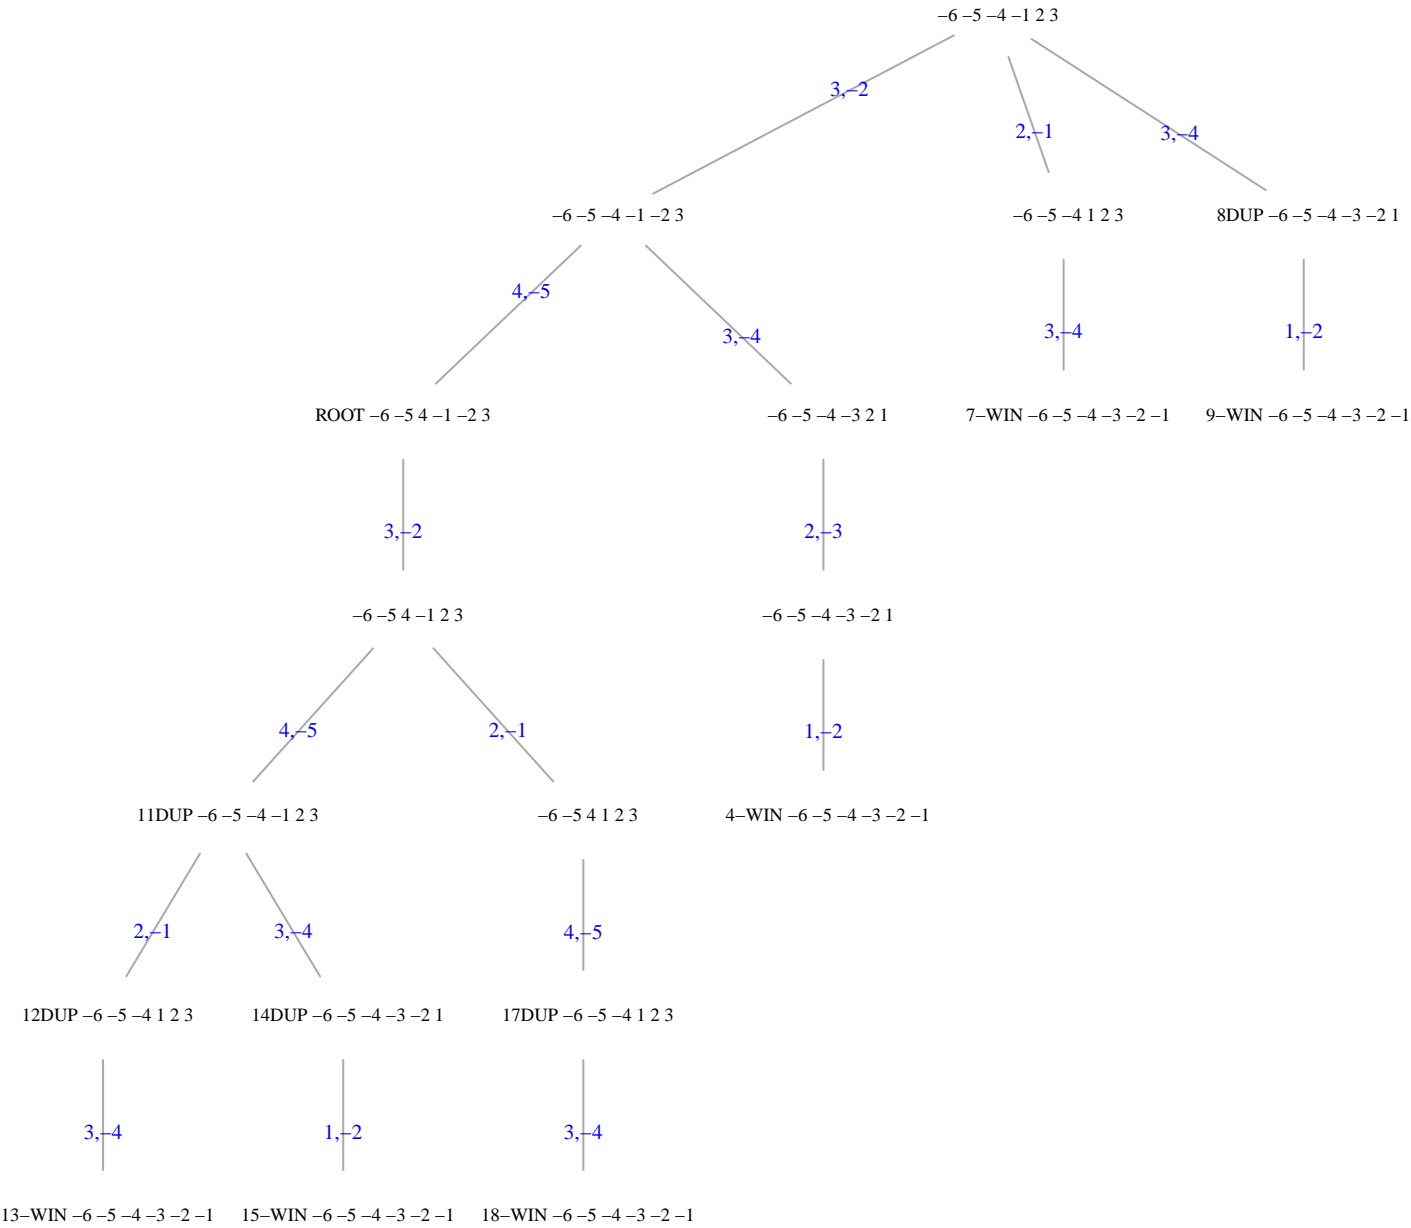 –6 –5 –4 –1 2 3
3,–2
2,–1
3,–4
–6 –5 –4 –1 –2 3
–6 –5 –4 1 2 3
8DUP –6 –5 –4 –3 –2 1
4,–5
3,–4
3,–4
1,–2
ROOT –6 –5 4 –1 –2 3
–6 –5 –4 –3 2 1
7–WIN –6 –5 –4 –3 –2 –1
9–WIN –6 –5 –4 –3 –2 –1
3,–2
2,–3
–6 –5 4 –1 2 3
–6 –5 –4 –3 –2 1
4,–5
2,–1
1,–2
11DUP –6 –5 –4 –1 2 3
–6 –5 4 1 2 3
4–WIN –6 –5 –4 –3 –2 –1
2,–1
3,–4
4,–5
12DUP –6 –5 –4 1 2 3
14DUP –6 –5 –4 –3 –2 1
17DUP –6 –5 –4 1 2 3
3,–4
1,–2
3,–4
13–WIN –6 –5 –4 –3 –2 –1
15–WIN –6 –5 –4 –3 –2 –1
18–WIN –6 –5 –4 –3 –2 –1